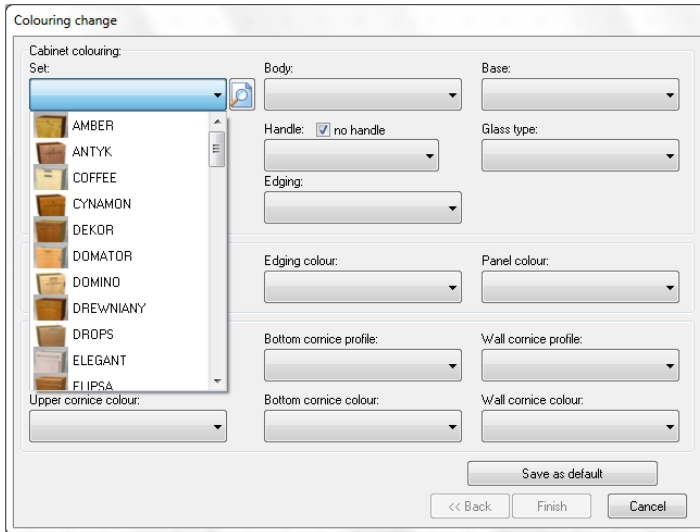 Colouring change
Cabinet colouring:
Set: Body: Base:
AMBER
ANTYK
COFFEE
CYNAMON
DEKOR
DOMATOR
DOMINO
DREWNIANY
DROPS
ELEGANT
ELIPSA
Handle: no handle Glass type:
Edging:
Edging colour: Panel colour:
Bottom cornice profile: Wall cornice profile:
Upper cornice colour: Bottom cornice colour: Wall cornice colour:
Save as default
<< Back Finish Cancel